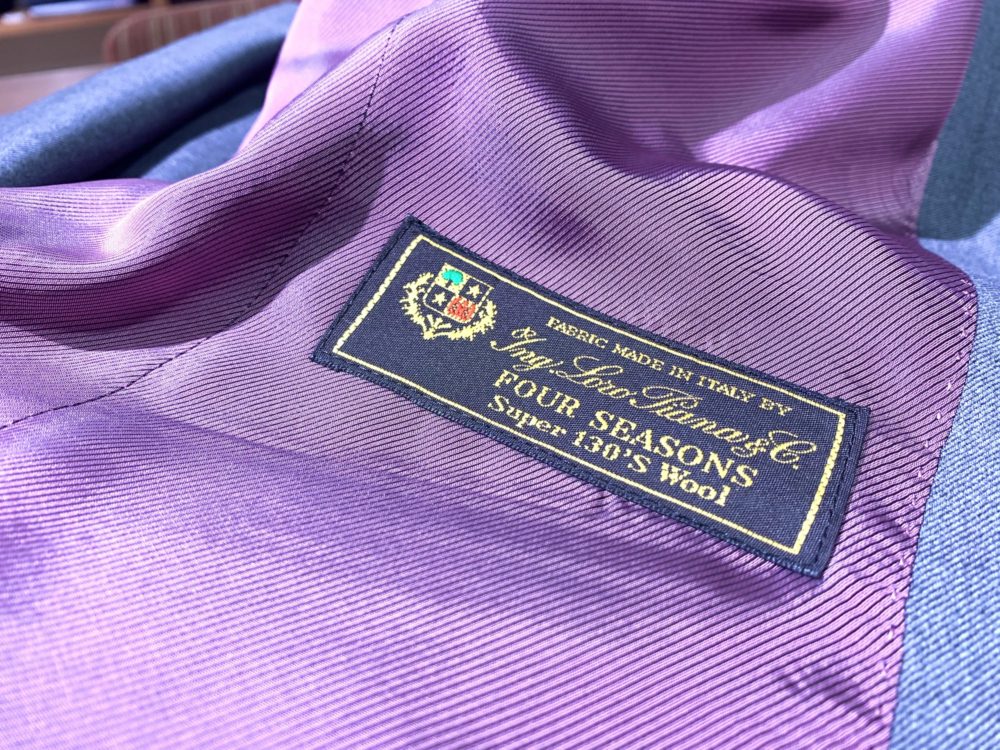 FABRIC MADE IN ITALY BY
Ing. Loro Piana & C.
FOUR SEASONS
Super 130'S Wool